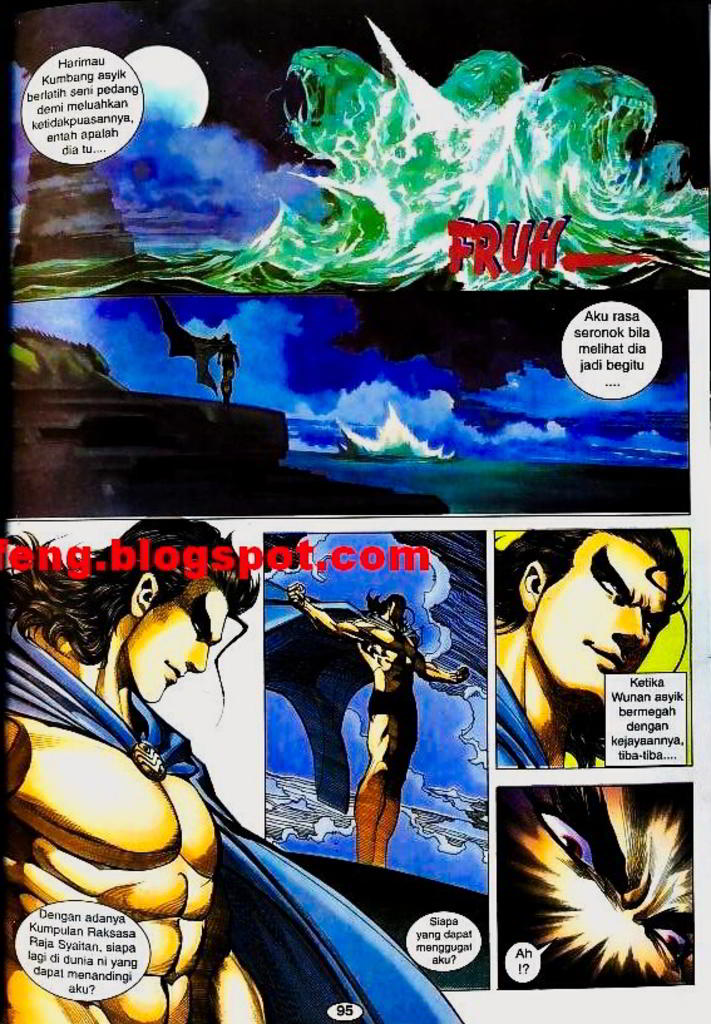 Harimau
Kumbang asyik
berlatih seni pedang
demi meluahkan
ketidakpuasannya,
entah apalah
dia tu....
FRUH
Aku rasa
seronok bila
melihat dia
jadi begitu
....
feng.blogspot.com
Ketika
Wunan asyik
bermegah
dengan
kejayaannya,
tiba-tiba....
Dengan adanya
Kumpulan Raksasa
Raja Syaitan, siapa
lagi di dunia ni yang
dapat menandingi
aku?
Siapa
yang dapat
menggugat
aku?
Ah
!?
95